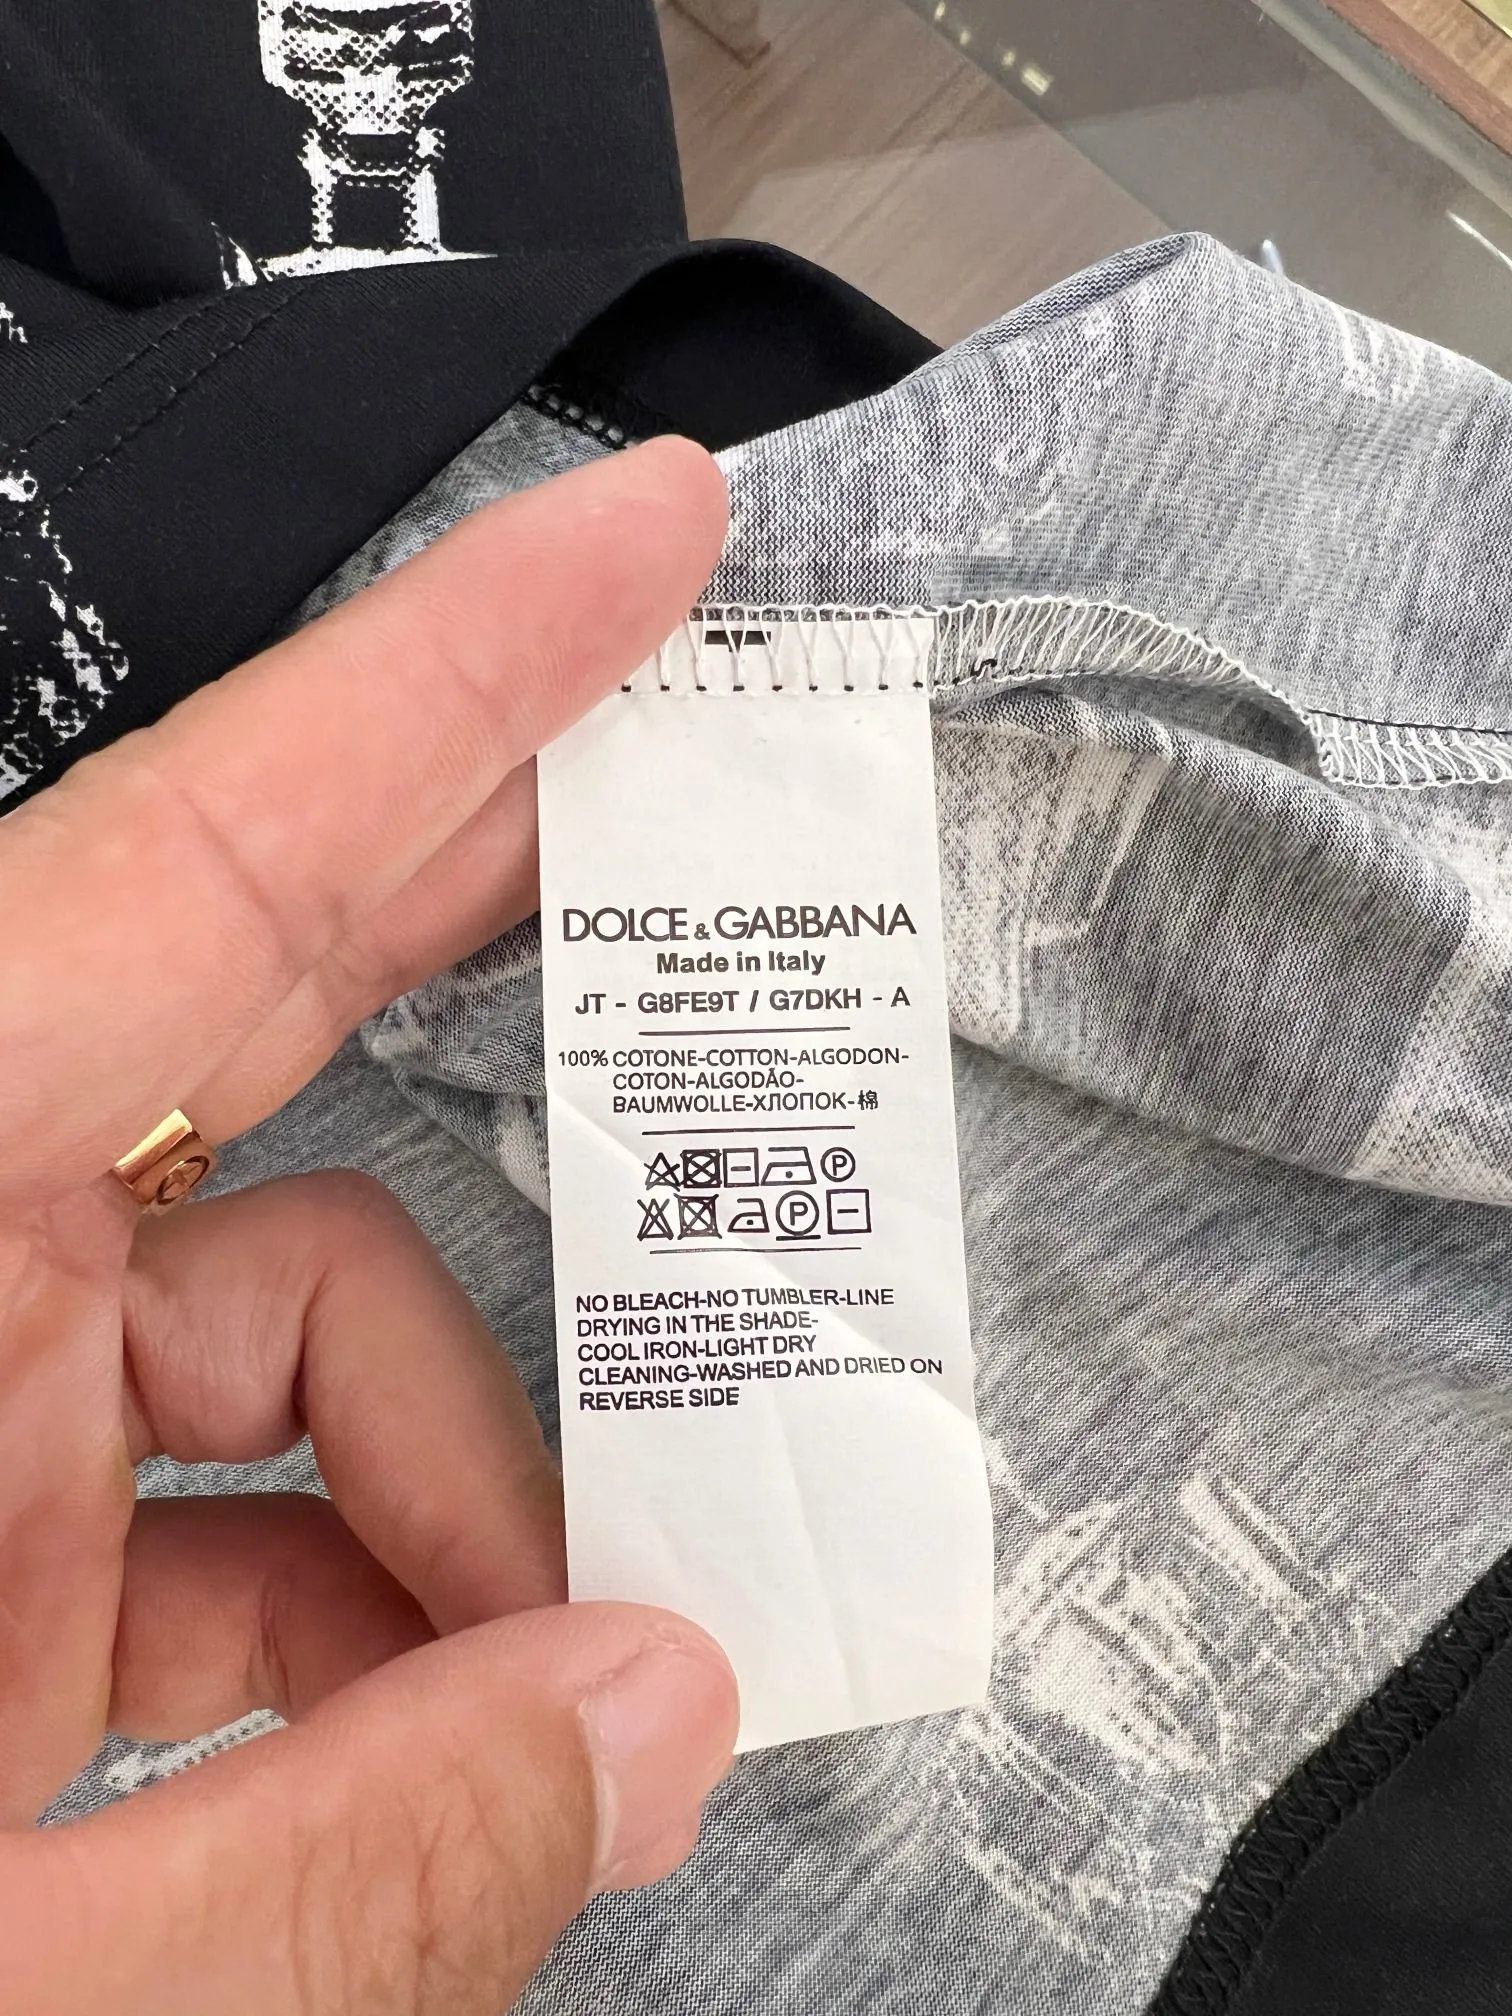 DOLCE & GABBANA
Made in Italy
JT - G8FE9T / G7DKH - A
100% COTONE-COTTON-ALGODON-
COTON-ALGODÃO-
BAUMWOLLE-ХЛОПОК-棉
P
P
NO BLEACH-NO TUMBLER-LINE
DRYING IN THE SHADE-
COOL IRON-LIGHT DRY
CLEANING-WASHED AND DRIED ON
REVERSE SIDE